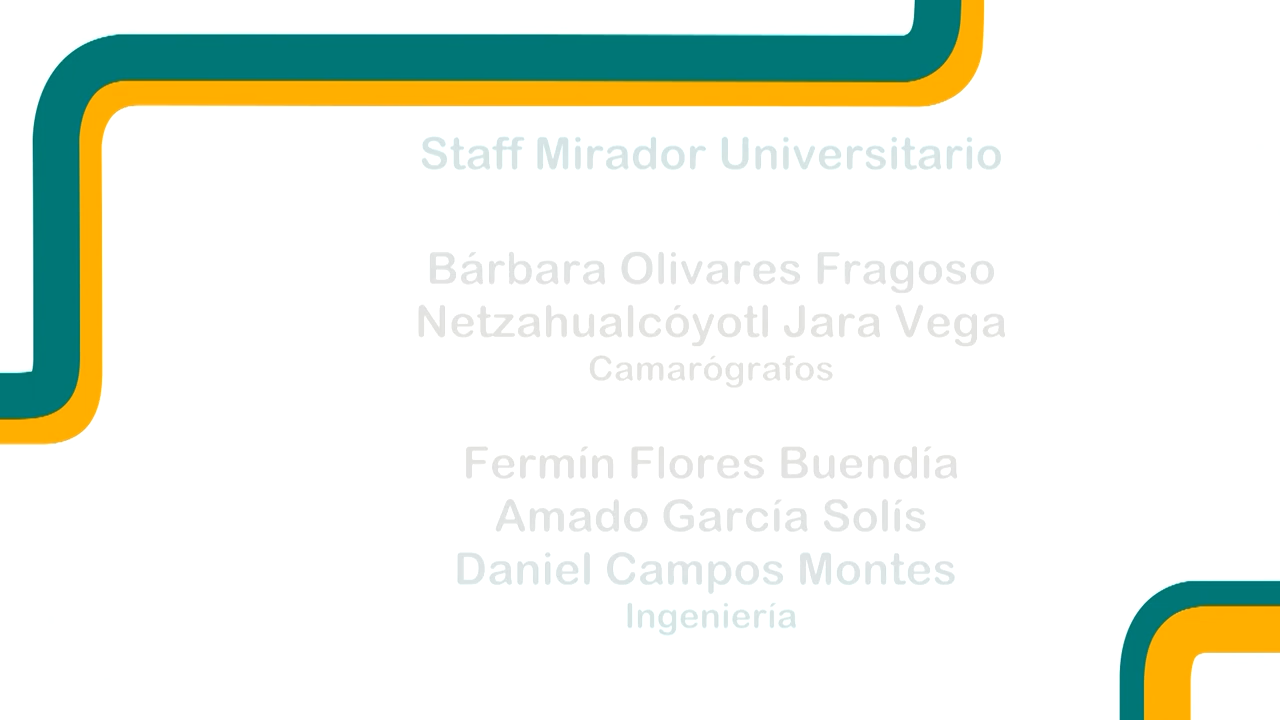 Staff Mirador Universitario
Bárbara Olivares Fragoso
Netzahualcóyotl Jara Vega
Camarógrafos
Fermín Flores Buendía
Amado García Solís
Daniel Campos Montes
Ingeniería